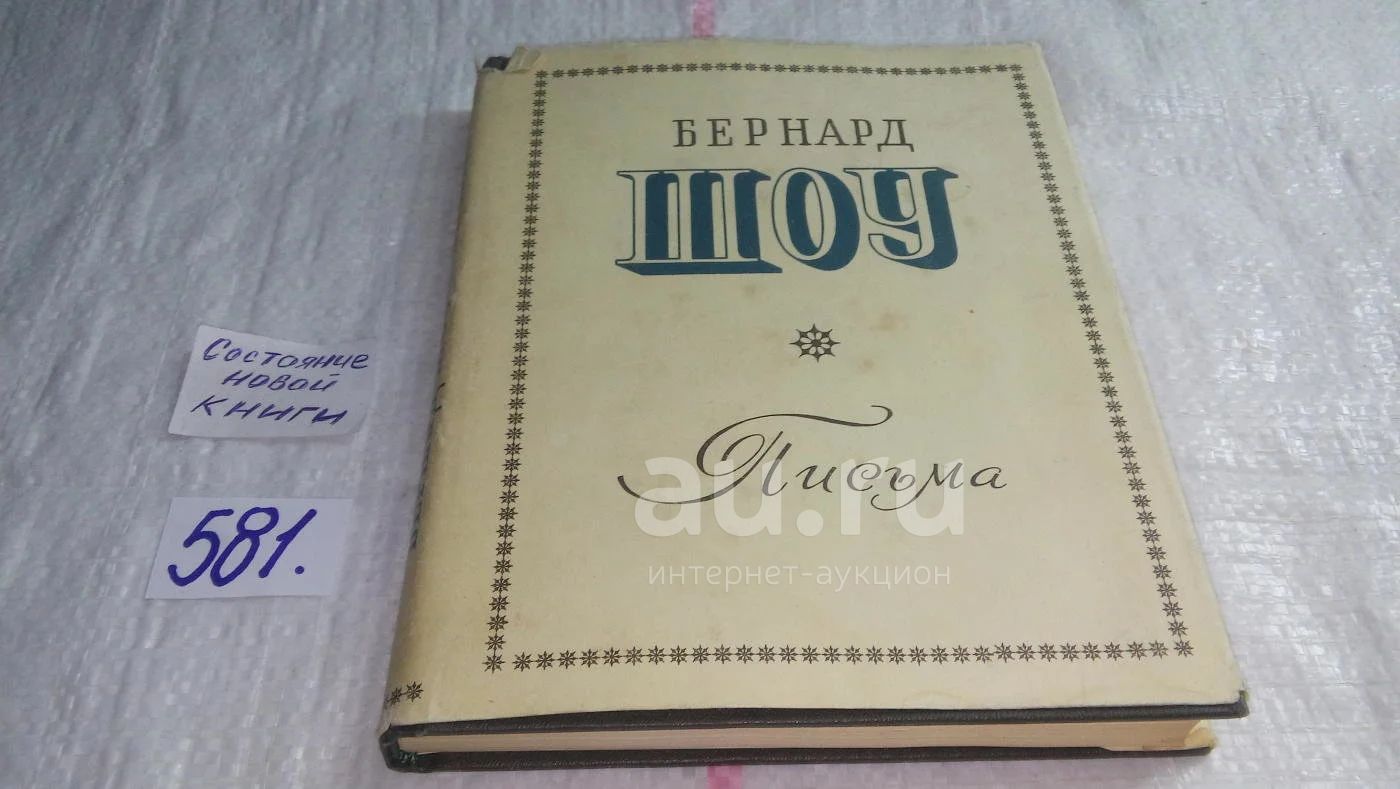 БЕРНАРД
ШОУ
Письма
au.ru
интернет-аукцион
Состояние
новой
книги
581.